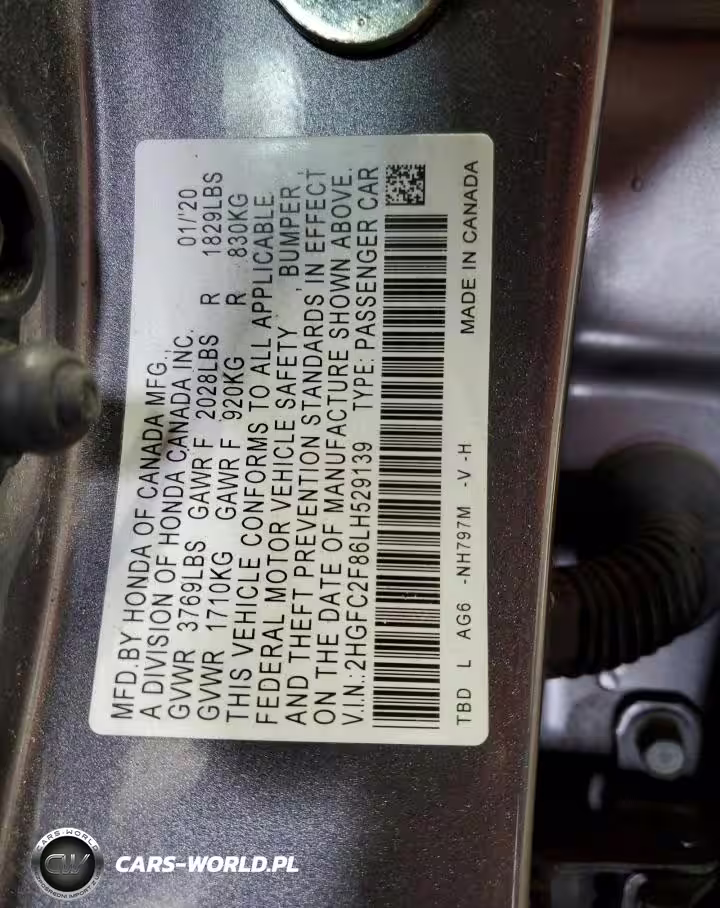 MFD.BY HONDA OF CANADA MFG.,
A DIVISION OF HONDA CANADA INC. 01/'20
GVWR 3769LBS GAWR F 2028LBS R 1829LBS
GVWR 1710KG GAWR F 920KG R 830KG
THIS VEHICLE CONFORMS TO ALL APPLICABLE
FEDERAL MOTOR VEHICLE SAFETY , BUMPER ,
AND THEFT PREVENTION STANDARDS IN EFFECT
ON THE DATE OF MANUFACTURE SHOWN ABOVE.
V.I.N.:2HGFC2F86LH529139 TYPE: PASSENGER CAR
TBD L AG6 -NH797M -V -H MADE IN CANADA
CARS-WORLD
CW
CARS-WORLD.PL